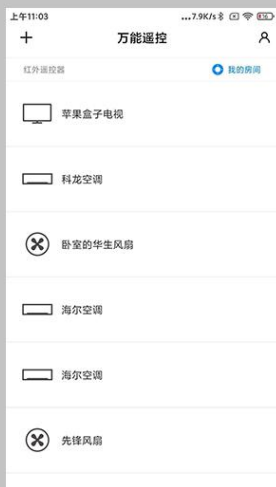 上午11:03
...7.9K/s
16
万能遥控
红外遥控器
我的房间
苹果盒子电视
科龙空调
卧室的华生风扇
海尔空调
海尔空调
先锋风扇